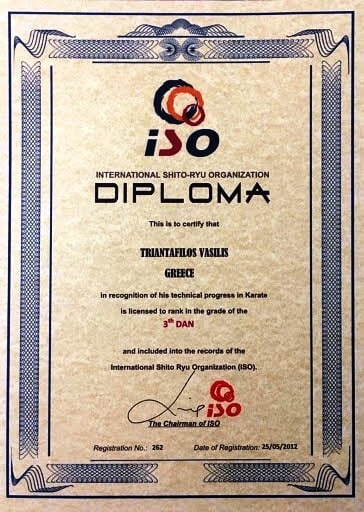 iSO
INTERNATIONAL SHITO-RYU ORGANIZATION
DIPLOMA
This is to certify that
TRIANTAFILOS VASILIS
GREECE
in recognition of his technical progress in Karate
is licensed to rank in the grade of the
3th DAN
and included into the records of the
International Shito Ryu Organization (ISO).
iSO
The Chairman of ISO
Registration No.: 262 Date of Registration: 25/05/2012